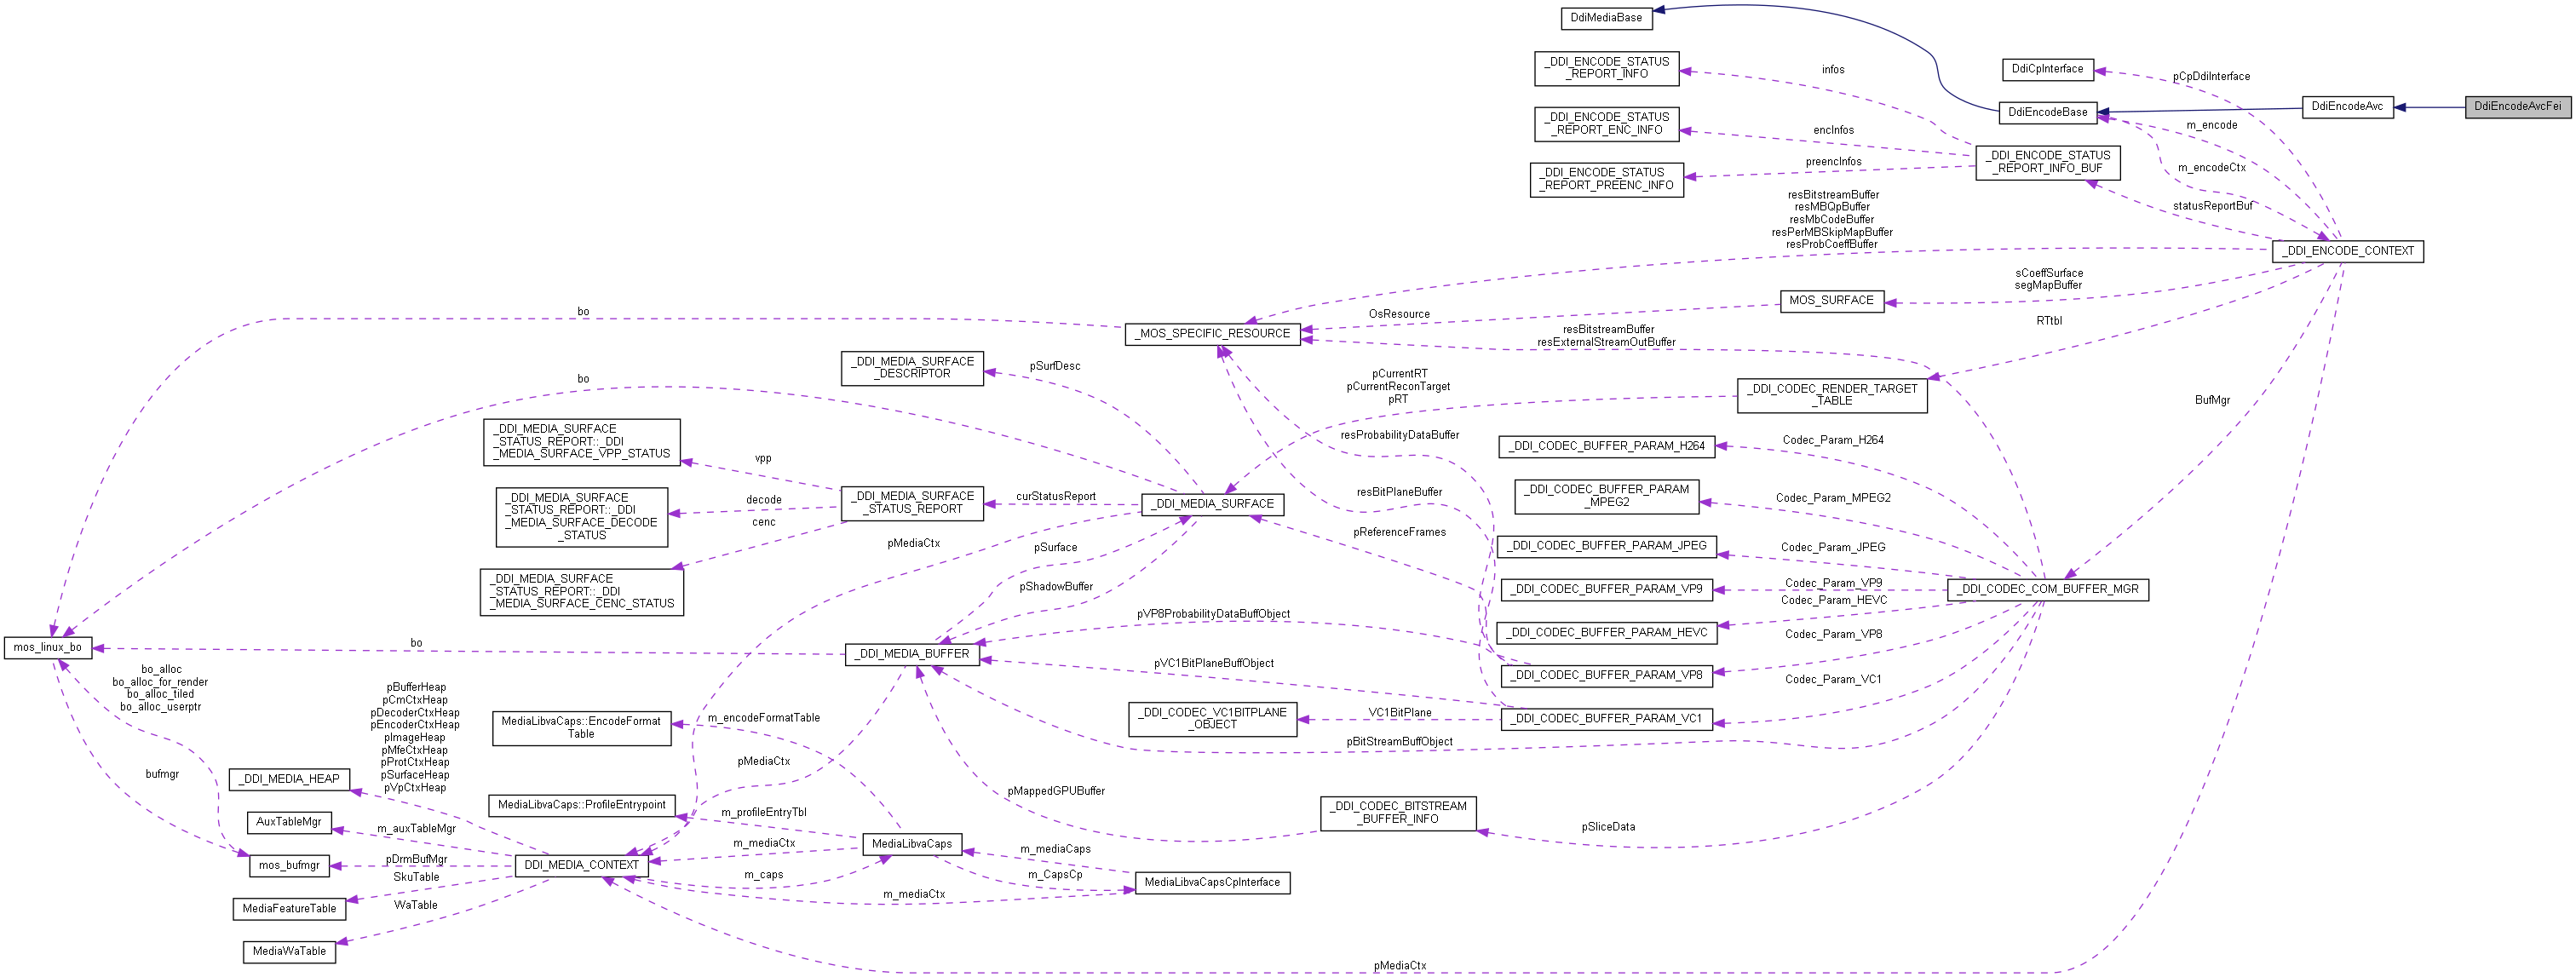 DdiMediaBase
_DDI_ENCODE_STATUS
_REPORT_INFO
infos
DdiCpInterface
pCpDdiInterface
_DDI_ENCODE_STATUS
_REPORT_ENC_INFO
encInfos
DdiEncodeBase
m_encode
DdiEncodeAvc
DdiEncodeAvcFei
_DDI_ENCODE_STATUS
_REPORT_PREENC_INFO
preencInfos
_DDI_ENCODE_STATUS
_REPORT_INFO_BUF
m_encodeCtx
statusReportBuf
resBitstreamBuffer
resMBQpBuffer
resMbCodeBuffer
resPerMBSkipMapBuffer
resProbCoeffBuffer
_DDI_ENCODE_CONTEXT
sCoeffSurface
segMapBuffer
MOS_SURFACE
OsResource
bo
_MOS_SPECIFIC_RESOURCE
resBitstreamBuffer
resExternalStreamOutBuffer
RTtbl
_DDI_MEDIA_SURFACE
_DESCRIPTOR
pSurfDesc
bo
pCurrentRT
pCurrentReconTarget
pRT
_DDI_CODEC_RENDER_TARGET
_TABLE
BufMgr
_DDI_MEDIA_SURFACE
_STATUS_REPORT::_DDI
_MEDIA_SURFACE_VPP_STATUS
vpp
resProbabilityDataBuffer
_DDI_CODEC_BUFFER_PARAM_H264
Codec_Param_H264
_DDI_MEDIA_SURFACE
_STATUS_REPORT::_DDI
_MEDIA_SURFACE_DECODE
_STATUS
decode
cenc
_DDI_MEDIA_SURFACE
_STATUS_REPORT
curStatusReport
_DDI_MEDIA_SURFACE
resBitPlaneBuffer
_DDI_CODEC_BUFFER_PARAM
_MPEG2
Codec_Param_MPEG2
pMediaCtx
pSurface
pReferenceFrames
_DDI_CODEC_BUFFER_PARAM_JPEG
Codec_Param_JPEG
_DDI_MEDIA_SURFACE
_STATUS_REPORT::_DDI
_MEDIA_SURFACE_CENC_STATUS
pShadowBuffer
_DDI_CODEC_BUFFER_PARAM_VP9
Codec_Param_VP9
_DDI_CODEC_COM_BUFFER_MGR
Codec_Param_HEVC
pVP8ProbabilityDataBuffObject
_DDI_CODEC_BUFFER_PARAM_HEVC
Codec_Param_VP8
mos_linux_bo
bo
_DDI_MEDIA_BUFFER
pVC1BitPlaneBuffObject
_DDI_CODEC_BUFFER_PARAM_VP8
Codec_Param_VC1
bo_alloc
bo_alloc_for_render
bo_alloc_tiled
bo_alloc_userptr
pBufferHeap
pCmCtxHeap
pDecoderCtxHeap
pEncoderCtxHeap
pImageHeap
pMfeCtxHeap
pProtCtxHeap
pSurfaceHeap
pVpCtxHeap
MediaLibvaCaps::EncodeFormat
Table
m_encodeFormatTable
_DDI_CODEC_VC1BITPLANE
_OBJECT
VC1BitPlane
_DDI_CODEC_BUFFER_PARAM_VC1
pBitStreamBuffObject
bufmgr
_DDI_MEDIA_HEAP
pMediaCtx
pMappedGPUBuffer
MediaLibvaCaps::ProfileEntrypoint
m_profileEntryTbl
_DDI_CODEC_BITSTREAM
_BUFFER_INFO
pSliceData
AuxTableMgr
m_auxTableMgr
m_mediaCtx
MediaLibvaCaps
m_mediaCaps
mos_bufmgr
pDrmBufMgr
DDI_MEDIA_CONTEXT
m_caps
m_CapsCp
MediaLibvaCapsCpInterface
SkuTable
m_mediaCtx
MediaFeatureTable
WaTable
MediaWaTable
pMediaCtx